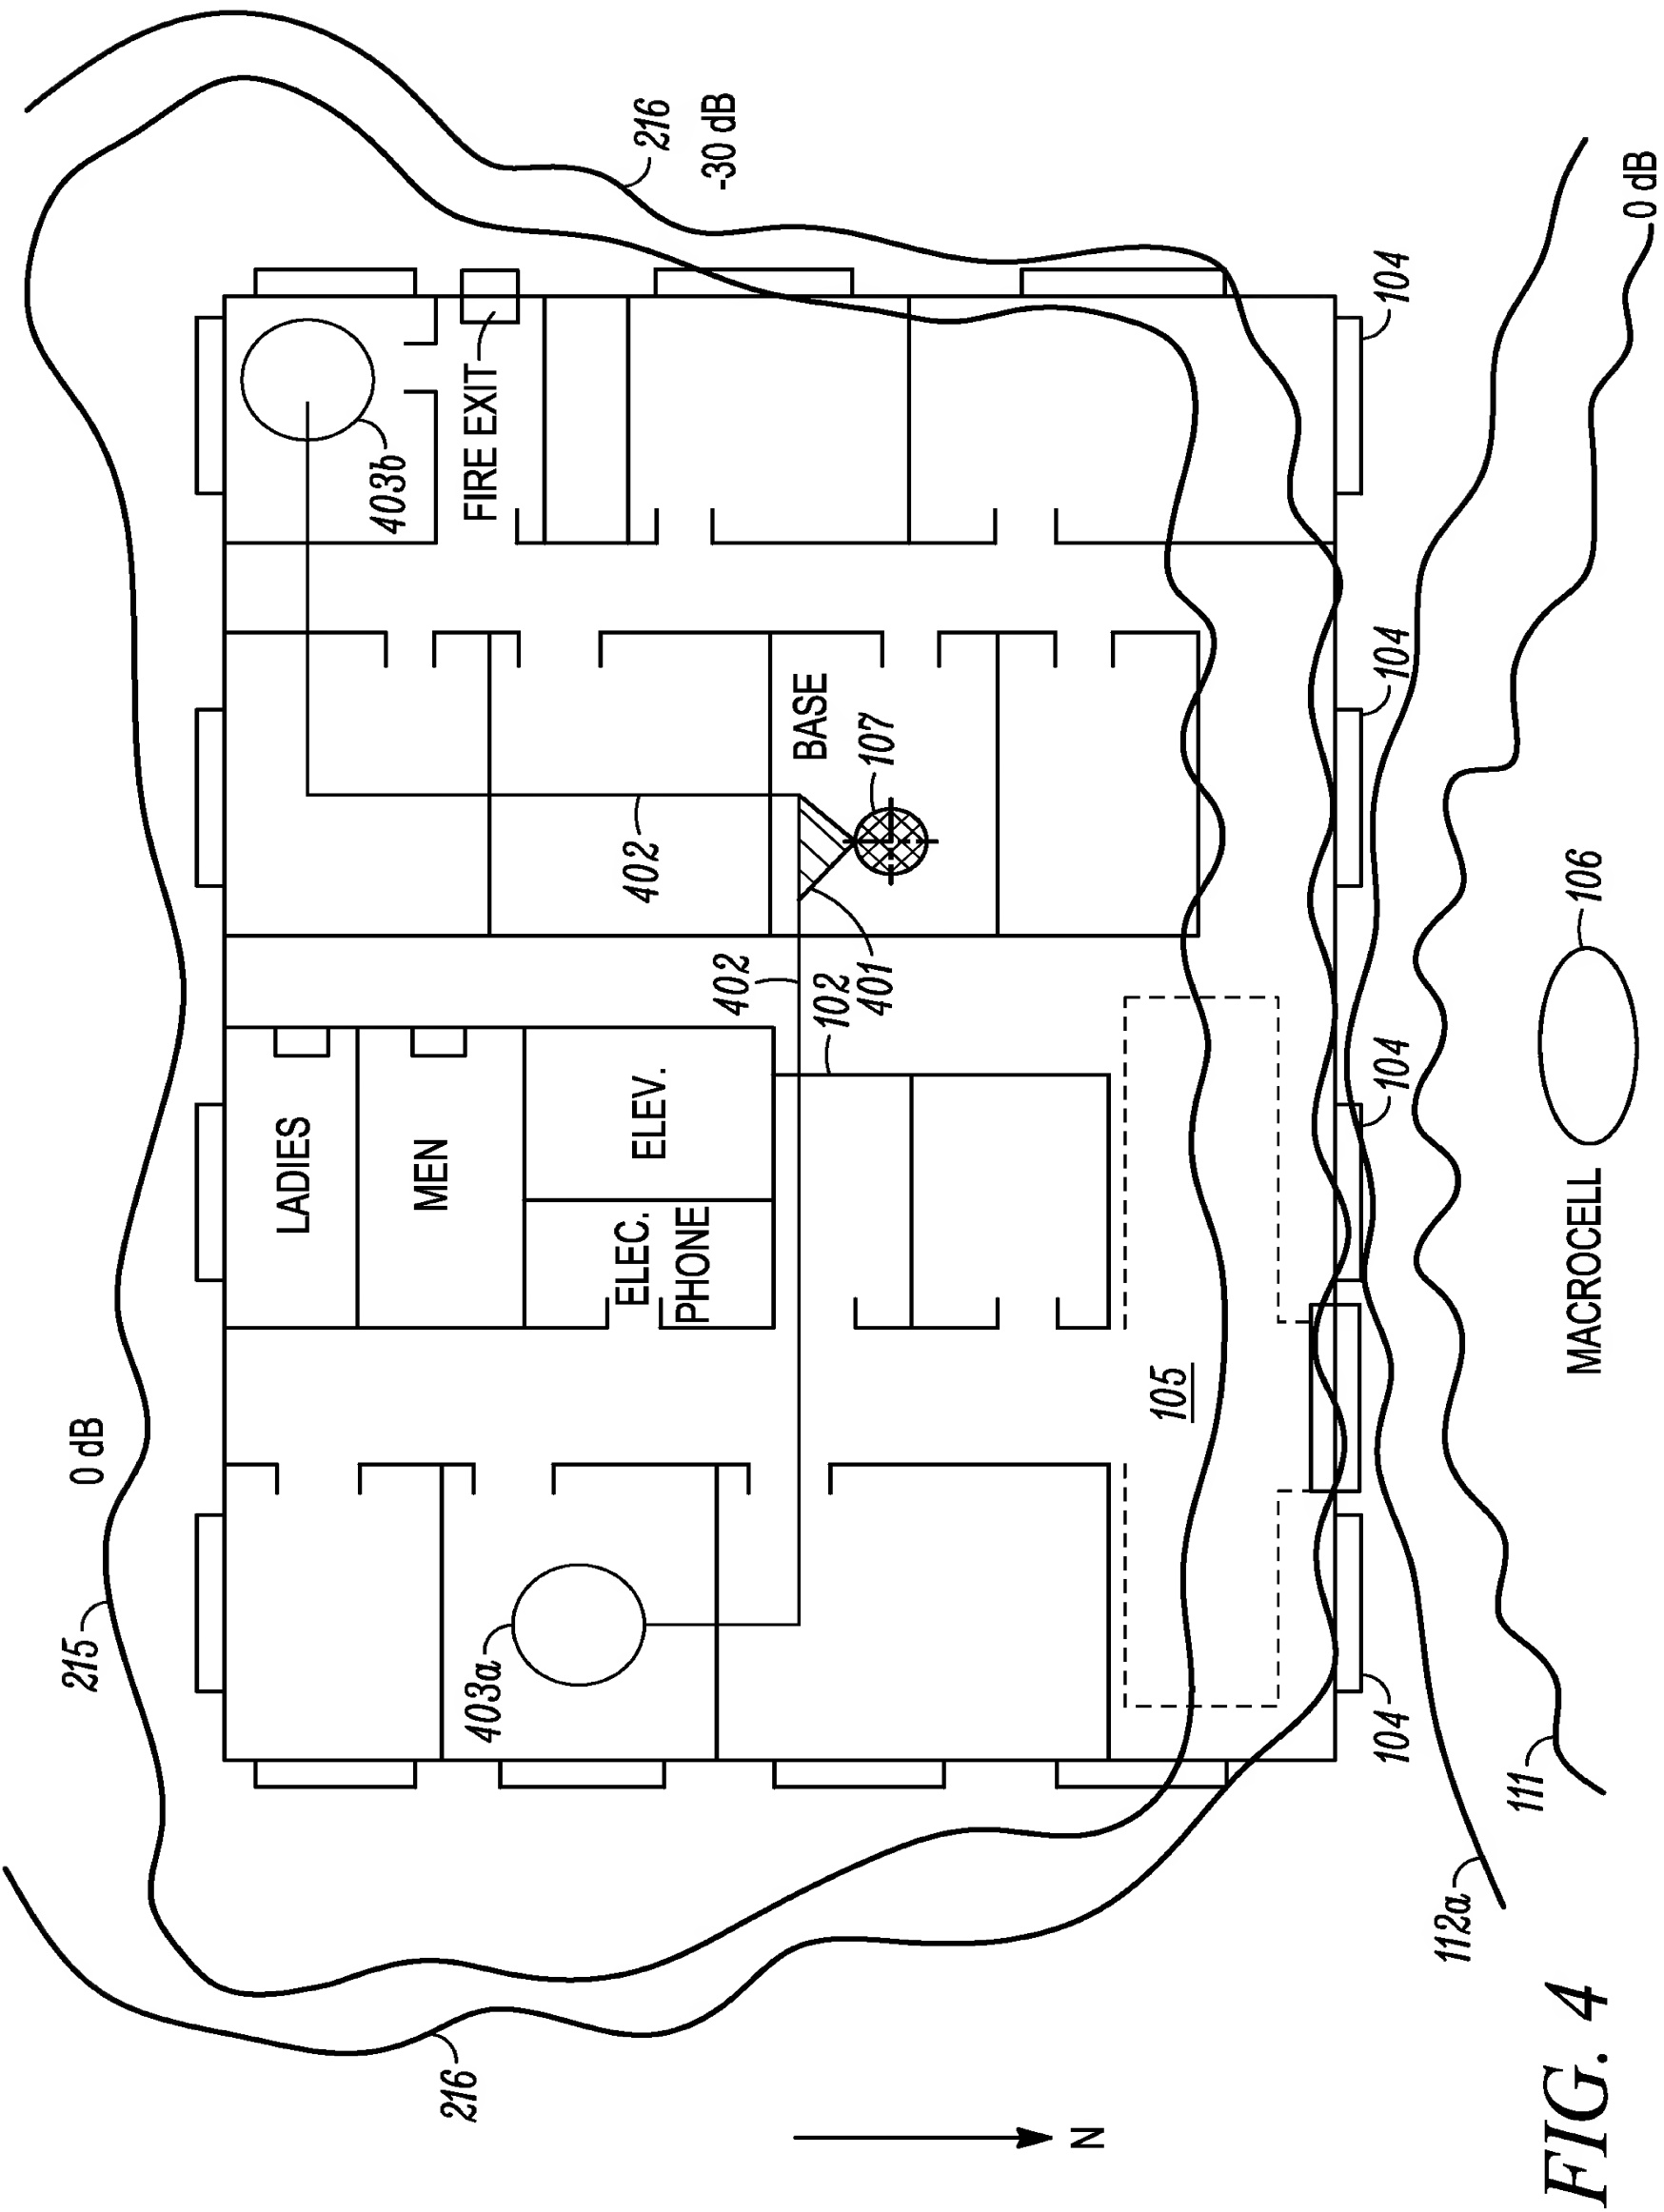 0 dB
215
216
LADIES
MEN
ELEC.
PHONE
ELEV.
403a
403b
FIRE EXIT
402
402
102
401
BASE
107
105
216
-30 dB
104
104
104
104
112a
111
MACROCELL
106
0 dB
N
FIG. 4